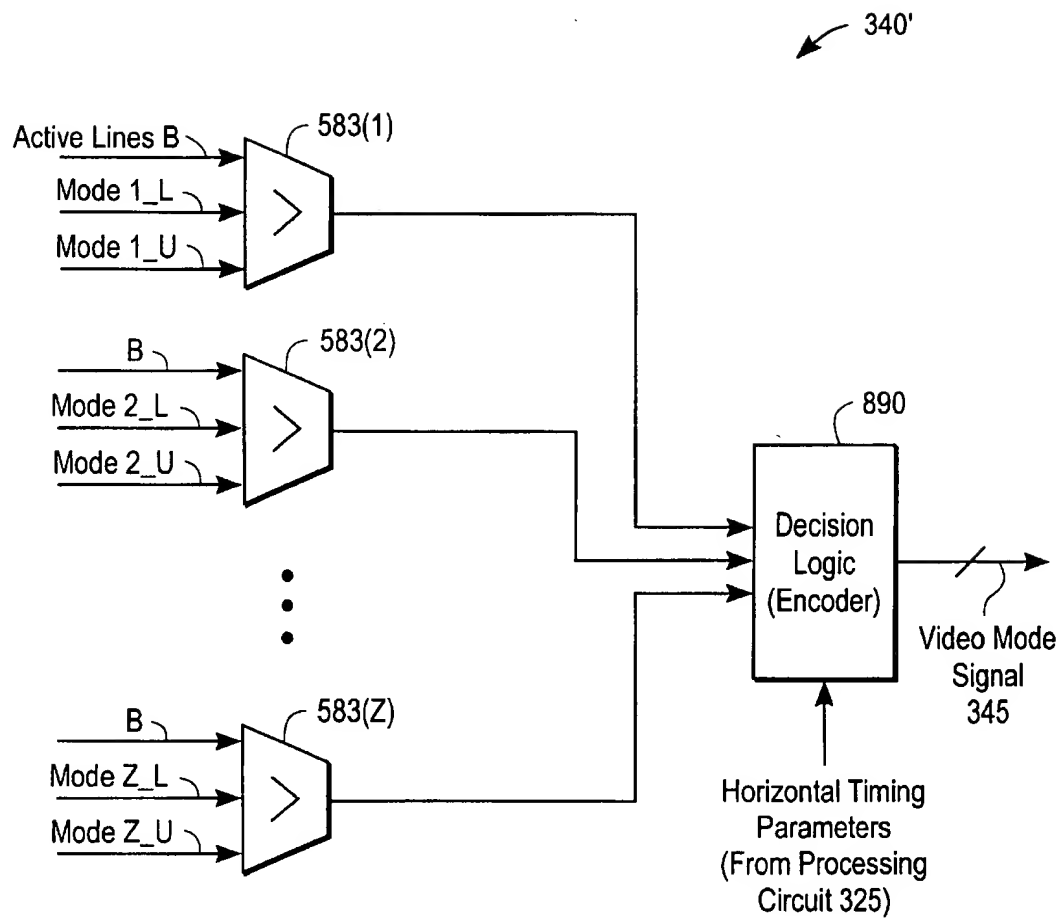 340'
583(1)
Active Lines B
Mode 1_L
>
Mode 1_U
583(2)
B
Mode 2_L
>
Mode 2_U
890
Decision
Logic
(Encoder)
Video Mode
Signal
345
583(Z)
B
Mode Z_L
>
Mode Z_U
Horizontal Timing
Parameters
(From Processing
Circuit 325)